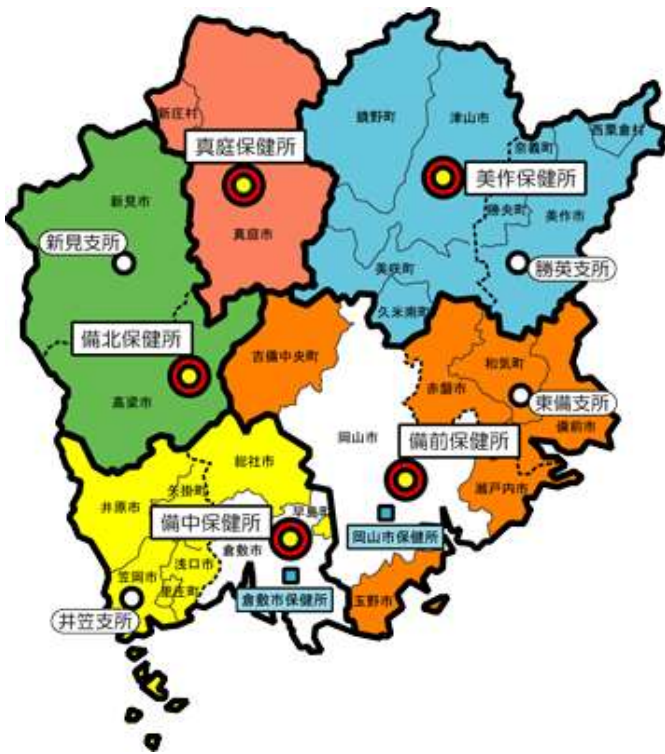 新庄村
鏡野町
津山市
西粟倉村
奈義町
真庭保健所
美作保健所
新見市
勝央町
美作市
真庭市
新見支所
美咲町
勝英支所
久米南町
備北保健所
吉備中央町
和気町
赤磐市
高梁市
東備支所
備前市
岡山市
備前保健所
総社市
矢掛町
井原市
瀬戸内市
早島町
備中保健所
岡山市保健所
倉敷市
浅口市
笠岡市
里庄町
倉敷市保健所
玉野市
井笠支所